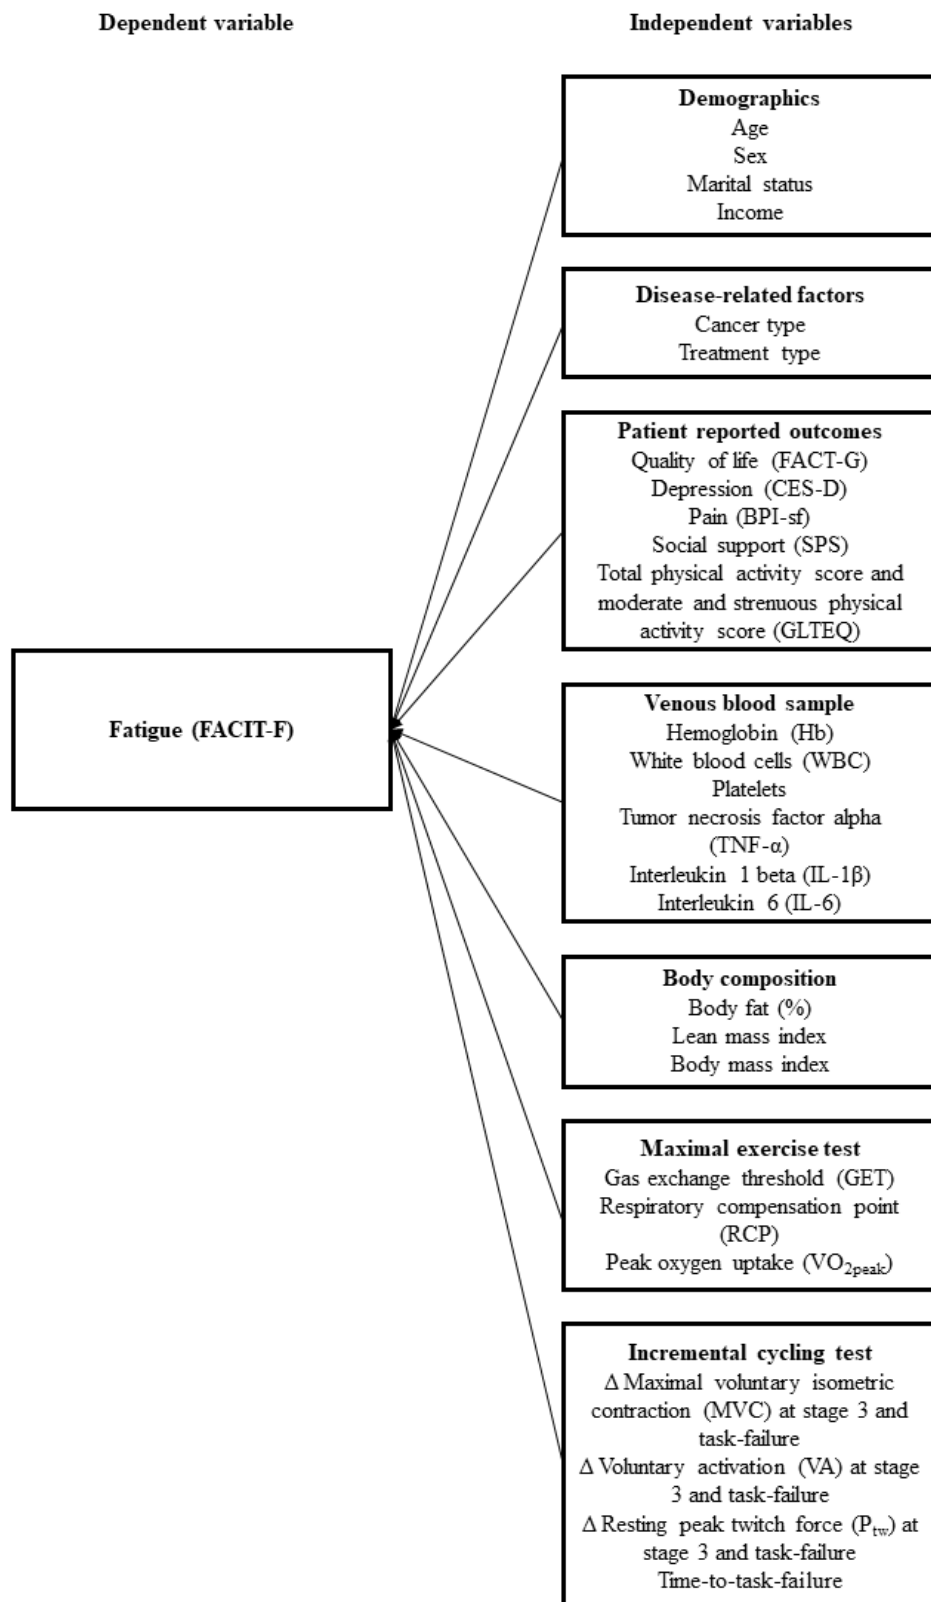 Dependent variable
Independent variables
Demographics
Age
Sex
Marital status
Income
Disease-related factors
Cancer type
Treatment type
Patient reported outcomes
Quality of life (FACT-G)
Depression (CES-D)
Pain (BPI-sf)
Social support (SPS)
Total physical activity score and
moderate and strenuous physical
activity score (GLTEQ)
Fatigue (FACIT-F)
Venous blood sample
Hemoglobin (Hb)
White blood cells (WBC)
Platelets
Tumor necrosis factor alpha
(TNF-α)
Interleukin 1 beta (IL-1β)
Interleukin 6 (IL-6)
Body composition
Body fat (%)
Lean mass index
Body mass index
Maximal exercise test
Gas exchange threshold (GET)
Respiratory compensation point
(RCP)
Peak oxygen uptake (VO2peak)
Incremental cycling test
Δ Maximal voluntary isometric
contraction (MVC) at stage 3 and
task-failure
Δ Voluntary activation (VA) at stage
3 and task-failure
Δ Resting peak twitch force (Ptw) at
stage 3 and task-failure
Time-to-task-failure